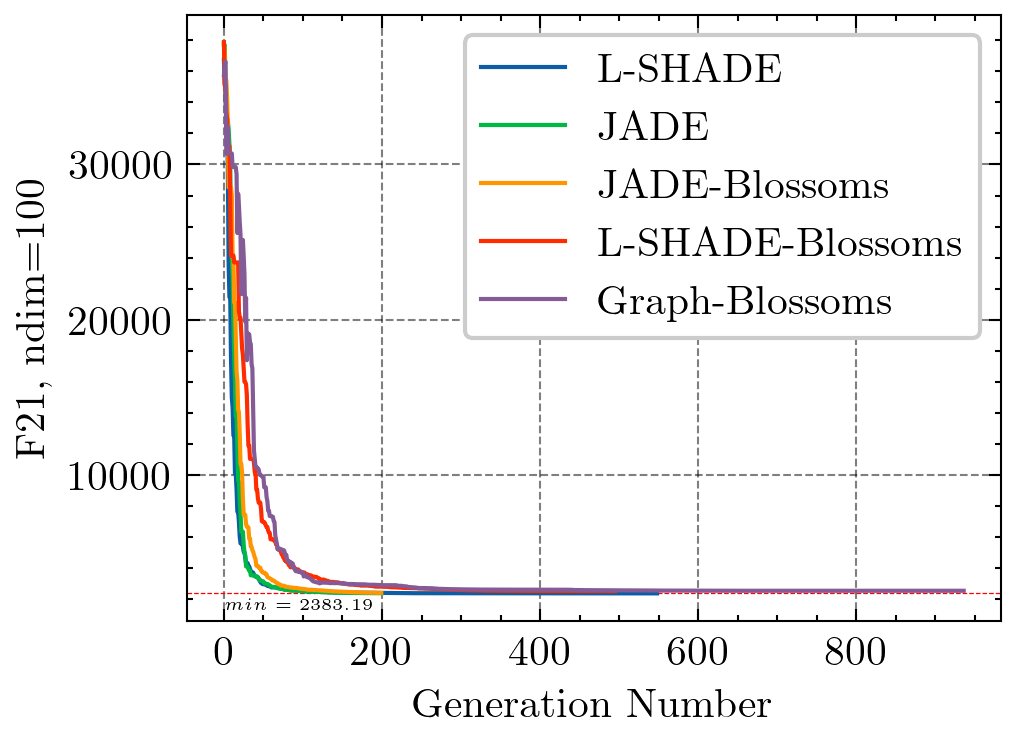 F21, ndim=100
30000
20000
10000
L-SHADE
JADE
JADE-Blossoms
L-SHADE-Blossoms
Graph-Blossoms
min = 2383.19
0
200
400
600
800
Generation Number